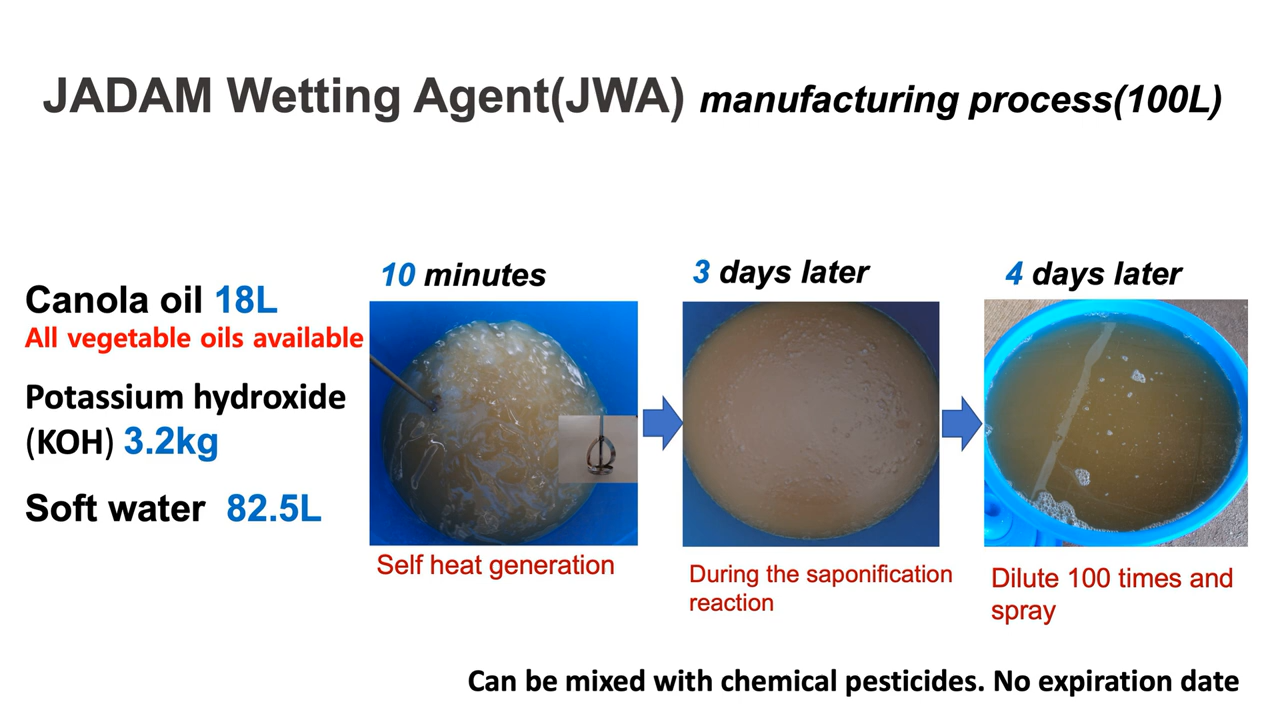 JADAM Wetting Agent(JWA) manufacturing process(100L)
Canola oil 18L
All vegetable oils available
Potassium hydroxide
(KOH) 3.2kg
Soft water 82.5L
10 minutes
Self heat generation
3 days later
During the saponification
reaction
4 days later
Dilute 100 times and
spray
Can be mixed with chemical pesticides. No expiration date